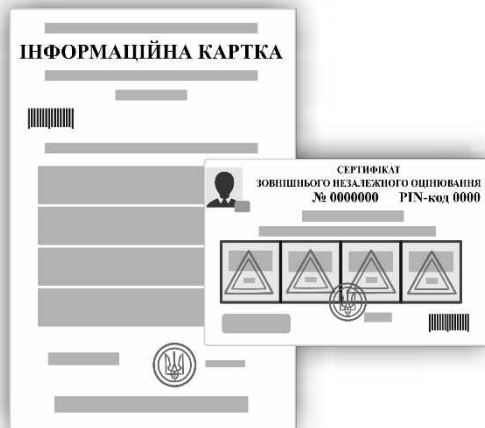 ІНФОРМАЦІЙНА КАРТКА
СЕРТИФІКАТ
ЗОВНІШНЬОГО НЕЗАЛЕЖНОГО ОЦІНЮВАННЯ
№ 0000000 PIN-код 0000